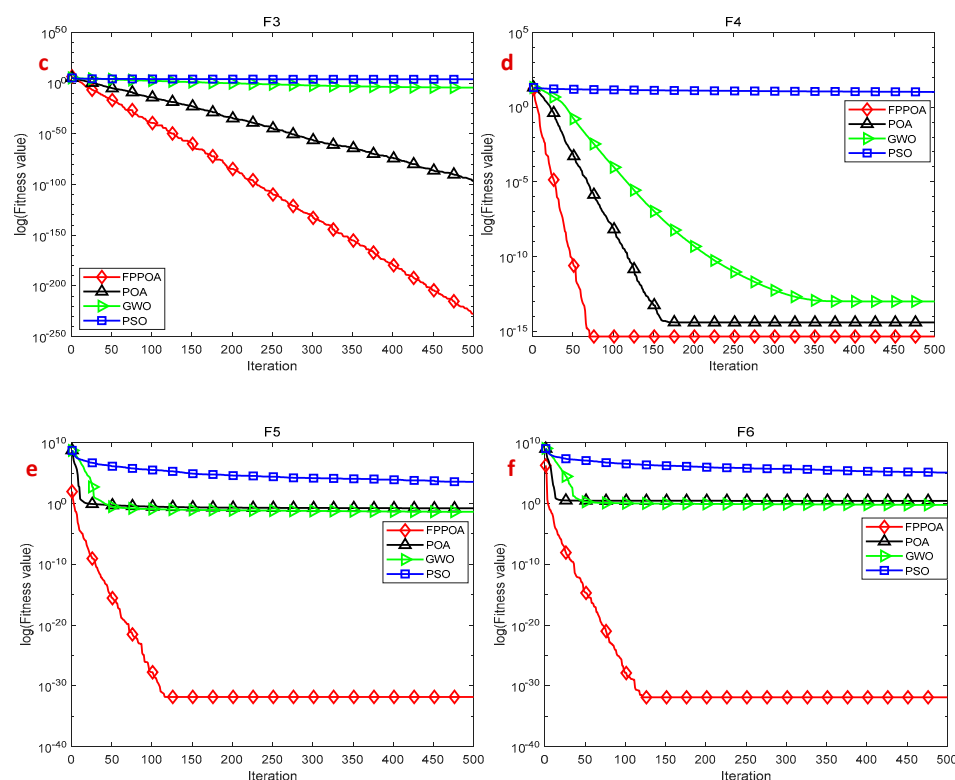 F3
c
log(Fitness value)
10^50
10^0
10^-50
10^-100
10^-150
10^-200
10^-250
FPPOA
POA
GWO
PSO
0 50 100 150 200 250 300 350 400 450 500
Iteration
F4
d
log(Fitness value)
10^5
10^0
10^-5
10^-10
10^-15
FPPOA
POA
GWO
PSO
0 50 100 150 200 250 300 350 400 450 500
Iteration
F5
e
log(Fitness value)
10^10
10^0
10^-10
10^-20
10^-30
10^-40
FPPOA
POA
GWO
PSO
0 50 100 150 200 250 300 350 400 450 500
Iteration
F6
f
log(Fitness value)
10^10
10^0
10^-10
10^-20
10^-30
10^-40
FPPOA
POA
GWO
PSO
0 50 100 150 200 250 300 350 400 450 500
Iteration